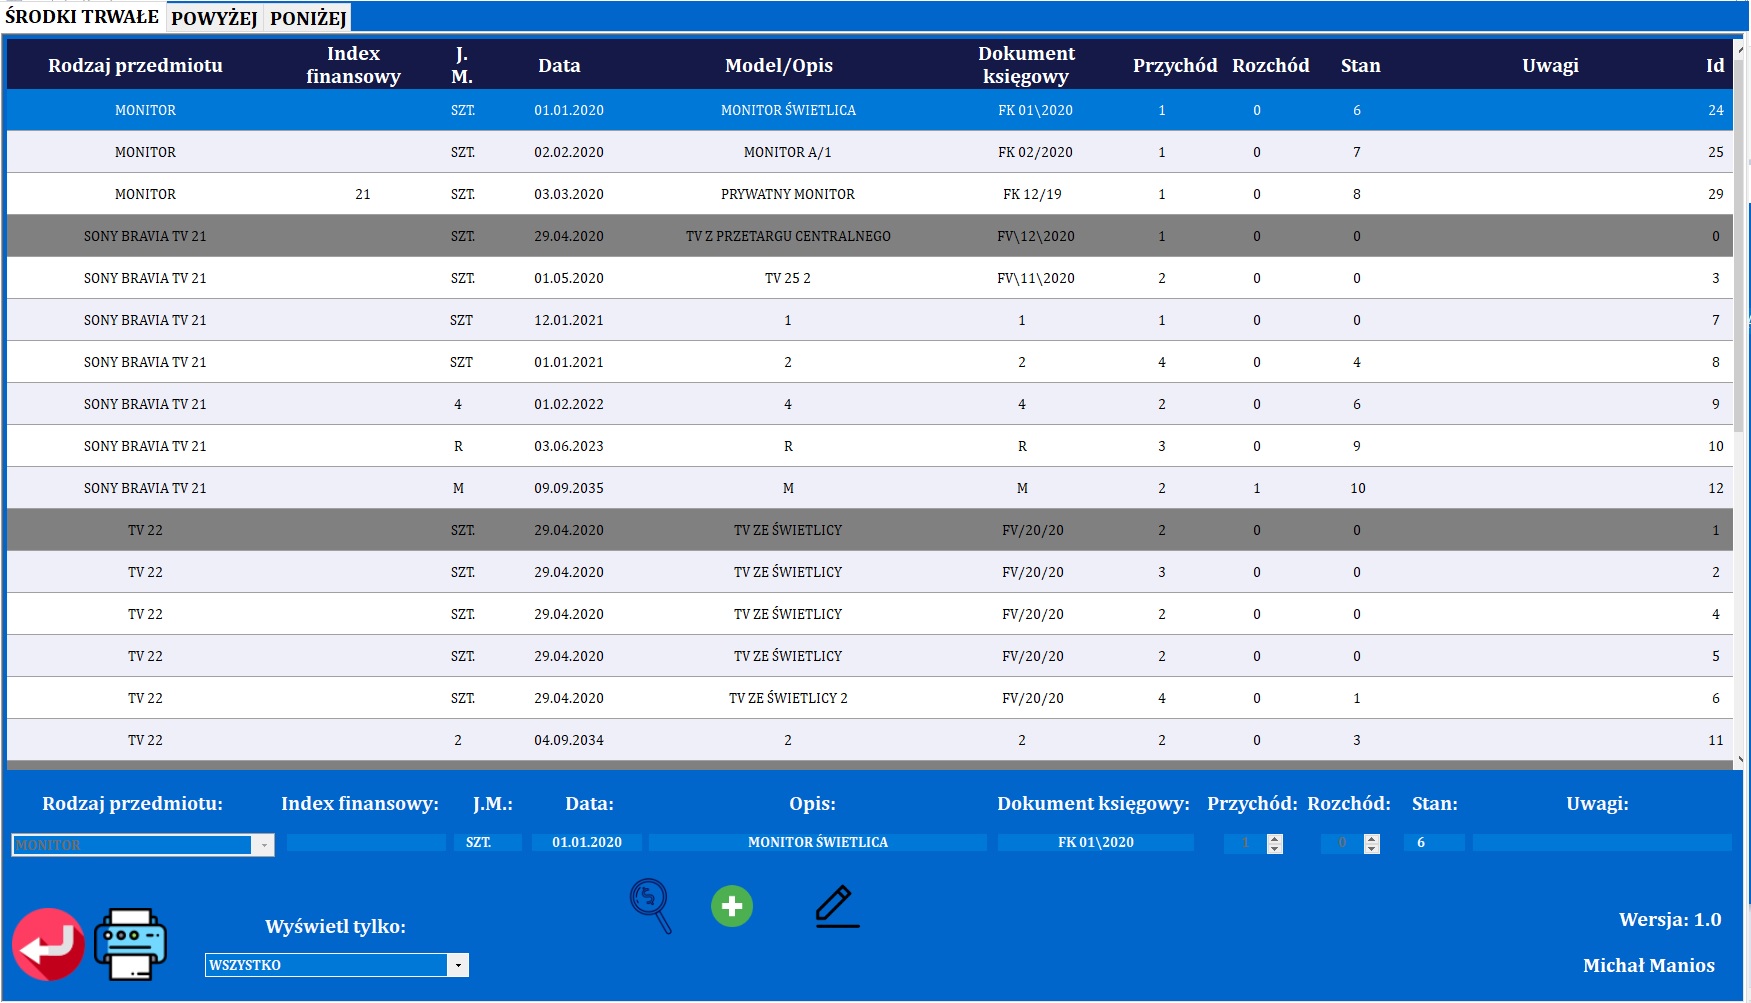 ŚRODKI TRWAŁE POWYŻEJ PONIŻEJ
Rodzaj przedmiotu Index finansowy J. M. Data Model/Opis Dokument księgowy Przychód Rozchód Stan Uwagi Id
MONITOR SZT. 01.01.2020 MONITOR ŚWIETLICA FK 01\2020 1 0 6 24
MONITOR SZT. 02.02.2020 MONITOR A/1 FK 02/2020 1 0 7 25
MONITOR 21 SZT. 03.03.2020 PRYWATNY MONITOR FK 12/19 1 0 8 29
SONY BRAVIA TV 21 SZT. 29.04.2020 TV Z PRZETARGU CENTRALNEGO FV\12\2020 1 0 0 0
SONY BRAVIA TV 21 SZT. 01.05.2020 TV 25 2 FV\11\2020 2 0 0 3
SONY BRAVIA TV 21 SZT 12.01.2021 1 1 1 0 0 7
SONY BRAVIA TV 21 SZT 01.01.2021 2 2 4 0 4 8
SONY BRAVIA TV 21 4 01.02.2022 4 4 2 0 6 9
SONY BRAVIA TV 21 R 03.06.2023 R R 3 0 9 10
SONY BRAVIA TV 21 M 09.09.2035 M M 2 1 10 12
TV 22 SZT. 29.04.2020 TV ZE ŚWIETLICY FV/20/20 2 0 0 1
TV 22 SZT. 29.04.2020 TV ZE ŚWIETLICY FV/20/20 3 0 0 2
TV 22 SZT. 29.04.2020 TV ZE ŚWIETLICY FV/20/20 2 0 0 4
TV 22 SZT. 29.04.2020 TV ZE ŚWIETLICY FV/20/20 2 0 0 5
TV 22 SZT. 29.04.2020 TV ZE ŚWIETLICY 2 FV/20/20 4 0 1 6
TV 22 2 04.09.2034 2 2 2 0 3 11
Rodzaj przedmiotu: Index finansowy: J.M.: Data: Opis: Dokument księgowy: Przychód: Rozchód: Stan: Uwagi:
MONITOR SZT. 01.01.2020 MONITOR ŚWIETLICA FK 01\2020 1 0 6
Wyświetl tylko:
WSZYSTKO
Wersja: 1.0
Michał Manios